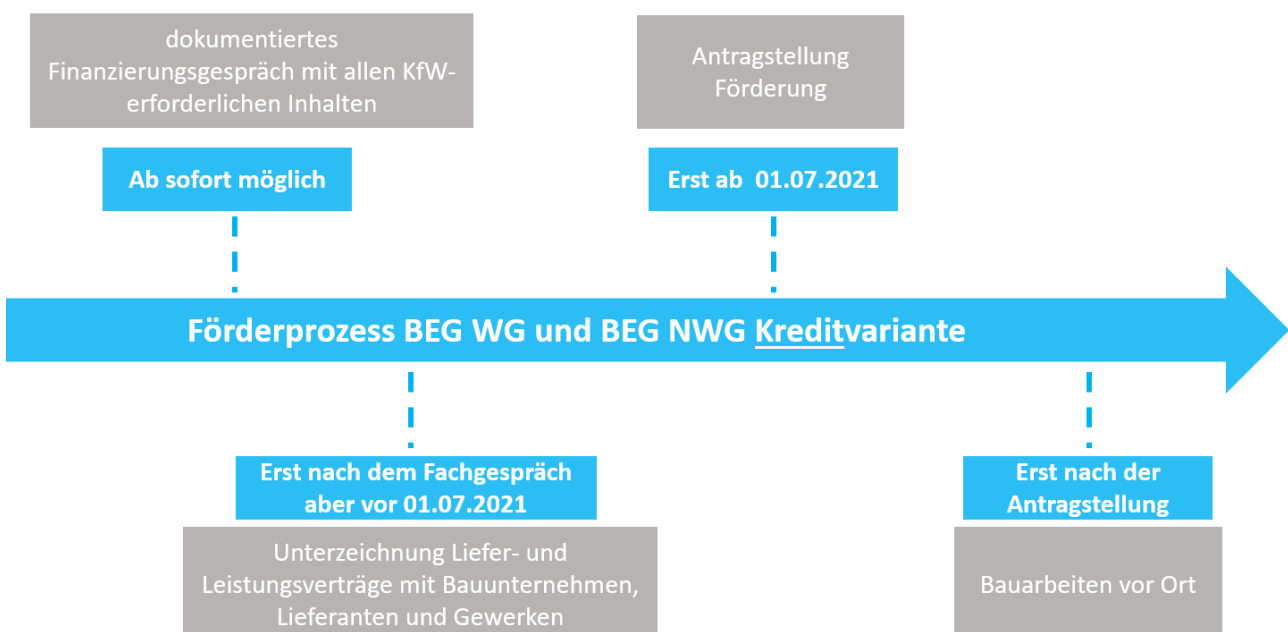 dokumentiertes
Finanzierungsgespräch mit allen KfW-
erforderlichen Inhalten
Ab sofort möglich
Antragstellung
Förderung
Erst ab 01.07.2021
Förderprozess BEG WG und BEG NWG Kreditvariante
Erst nach dem Fachgespräch
aber vor 01.07.2021
Unterzeichnung Liefer- und
Leistungsverträge mit Bauunternehmen,
Lieferanten und Gewerken
Erst nach der
Antragstellung
Bauarbeiten vor Ort